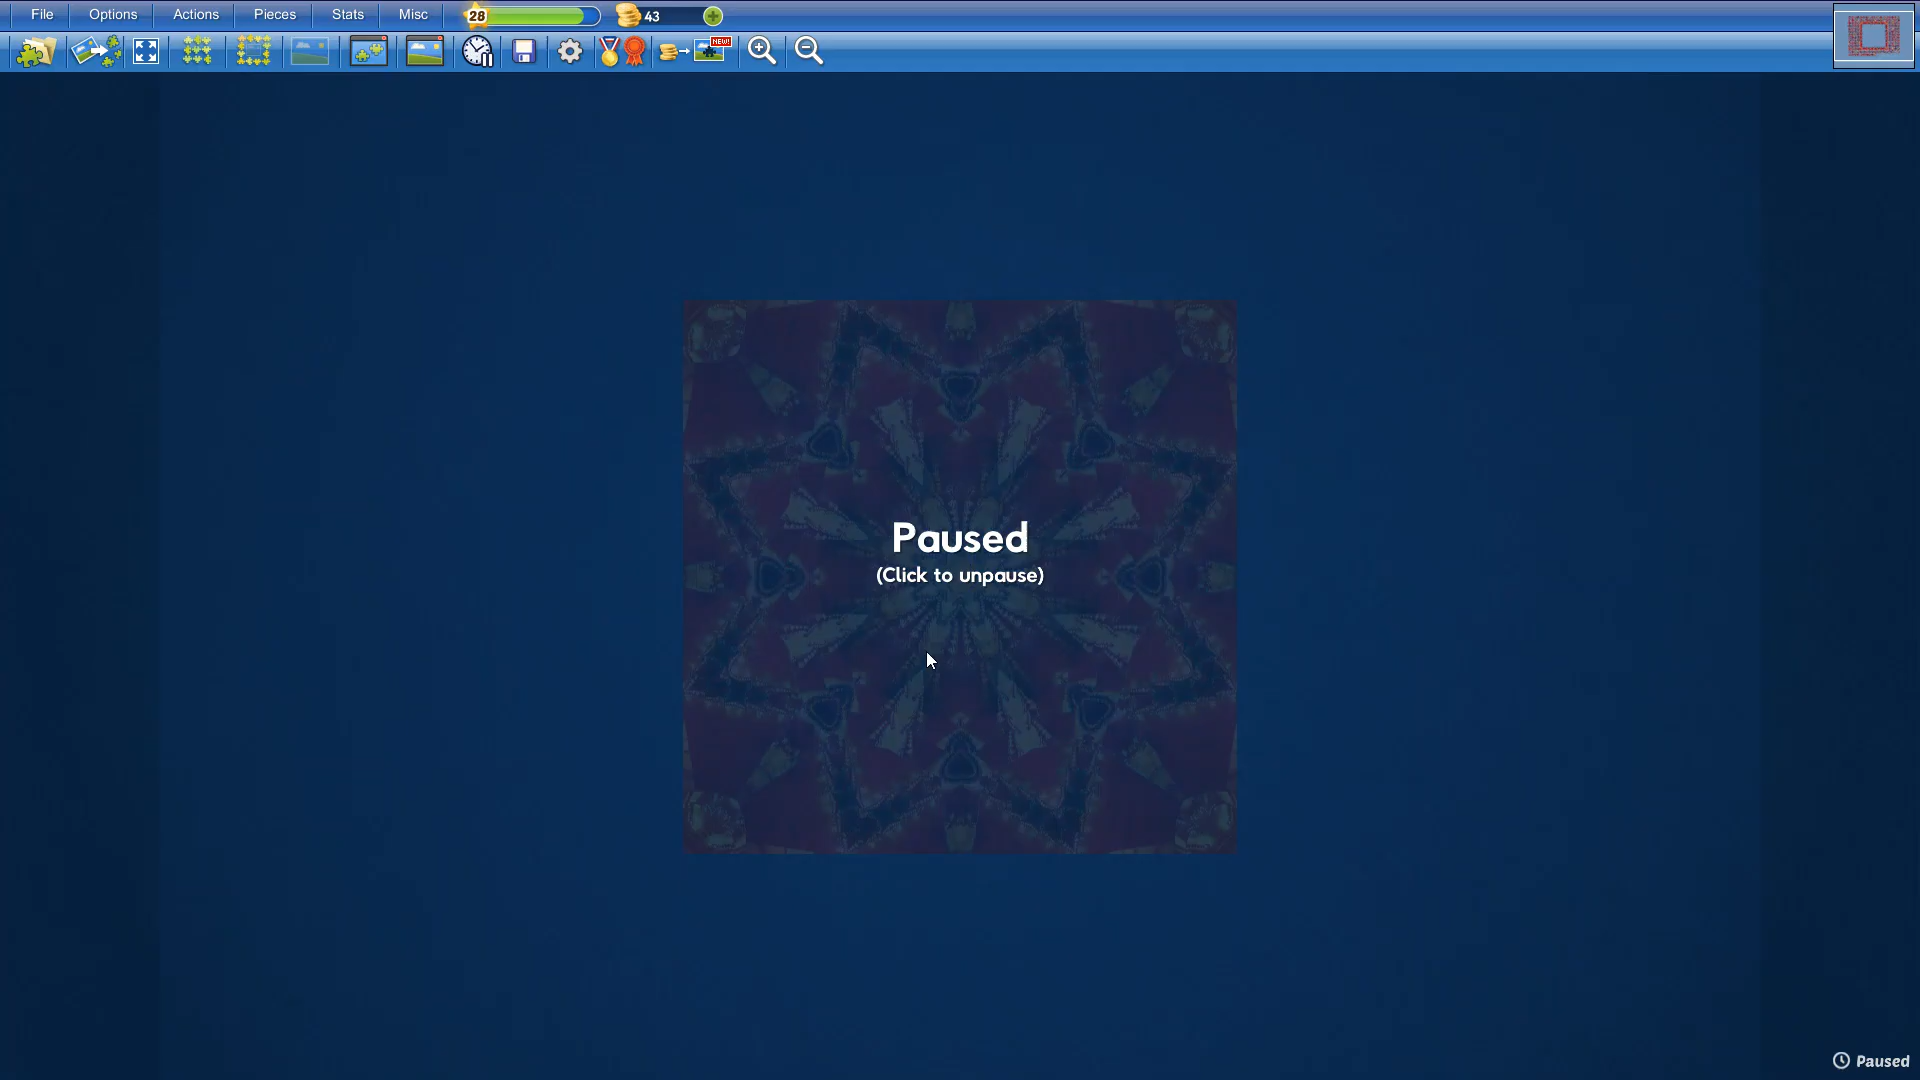 File Options Actions Pieces Stats Misc 28 43
NEW!
Paused
(Click to unpause)
Paused